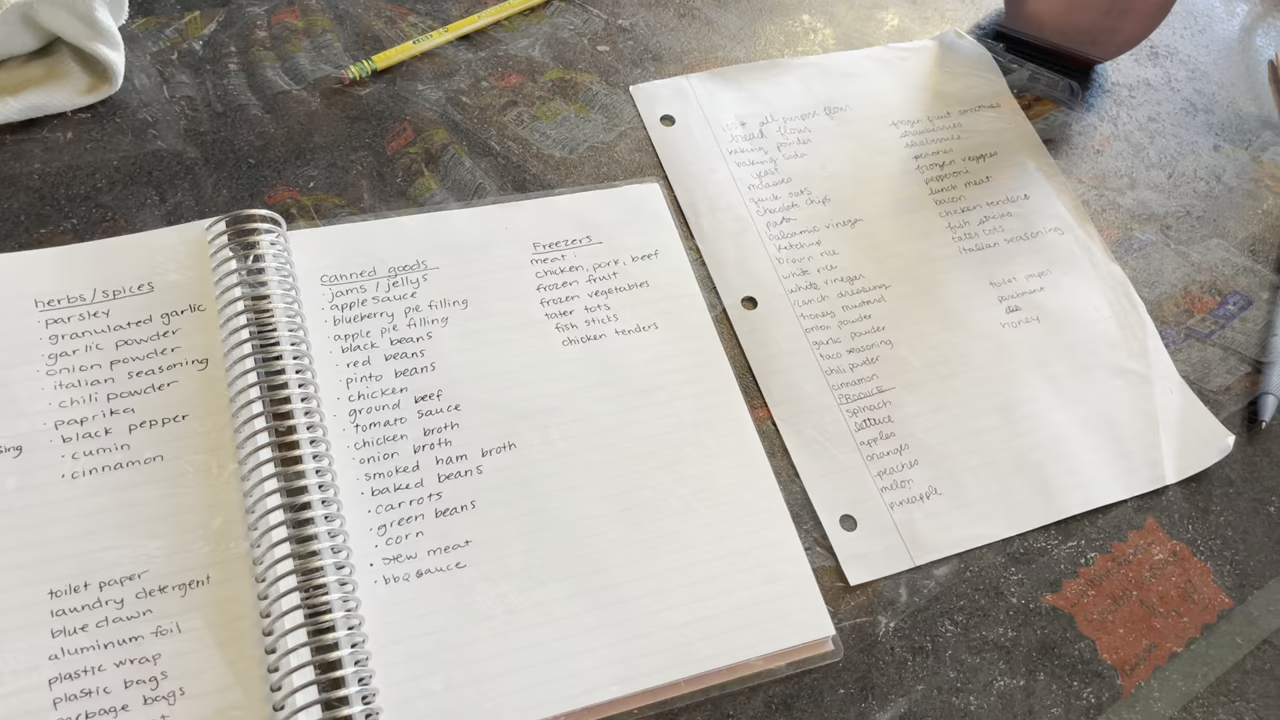 sing
herbs/spices
· parsley
· granulated garlic
· garlic powder
· onion powder
· italian seasoning
· chili powder
· paprika
· black pepper
· cumin
· cinnamon
toilet paper
laundry detergent
blue dawn
aluminum foil
plastic wrap
plastic bags
garbage bags
canned goods
· jams / jellys
· apple sauce
· blueberry pie filling
· apple pie filling
· black beans
· red beans
· pinto beans
· chicken
· ground beef
· tomato sauce
· chicken broth
· onion broth
· smoked ham broth
· baked beans
· carrots
· green beans
· corn
· stew meat
· bbq sauce
Freezers
meat:
chicken, pork, beef
frozen fruit
frozen vegetables
tater tots
fish sticks
chicken tenders
all purpose flour
bread flour
baking powder
baking soda
yeast
molasses
quick oats
chocolate chips
pasta
balsamic vinegar
ketchup
brown rice
white rice
white vinegar
ranch dressing
honey mustard
onion powder
garlic powder
taco seasoning
chili powder
cinnamon
PRODUCE
spinach
lettuce
apples
oranges
peaches
melon
pineapple
frozen fruit smoothies
strawberries
blueberries
peaches
frozen veggies
pepperoni
lunch meat
bacon
chicken tenders
fish sticks
tater tots
italian seasoning
toilet paper
parchment
honey